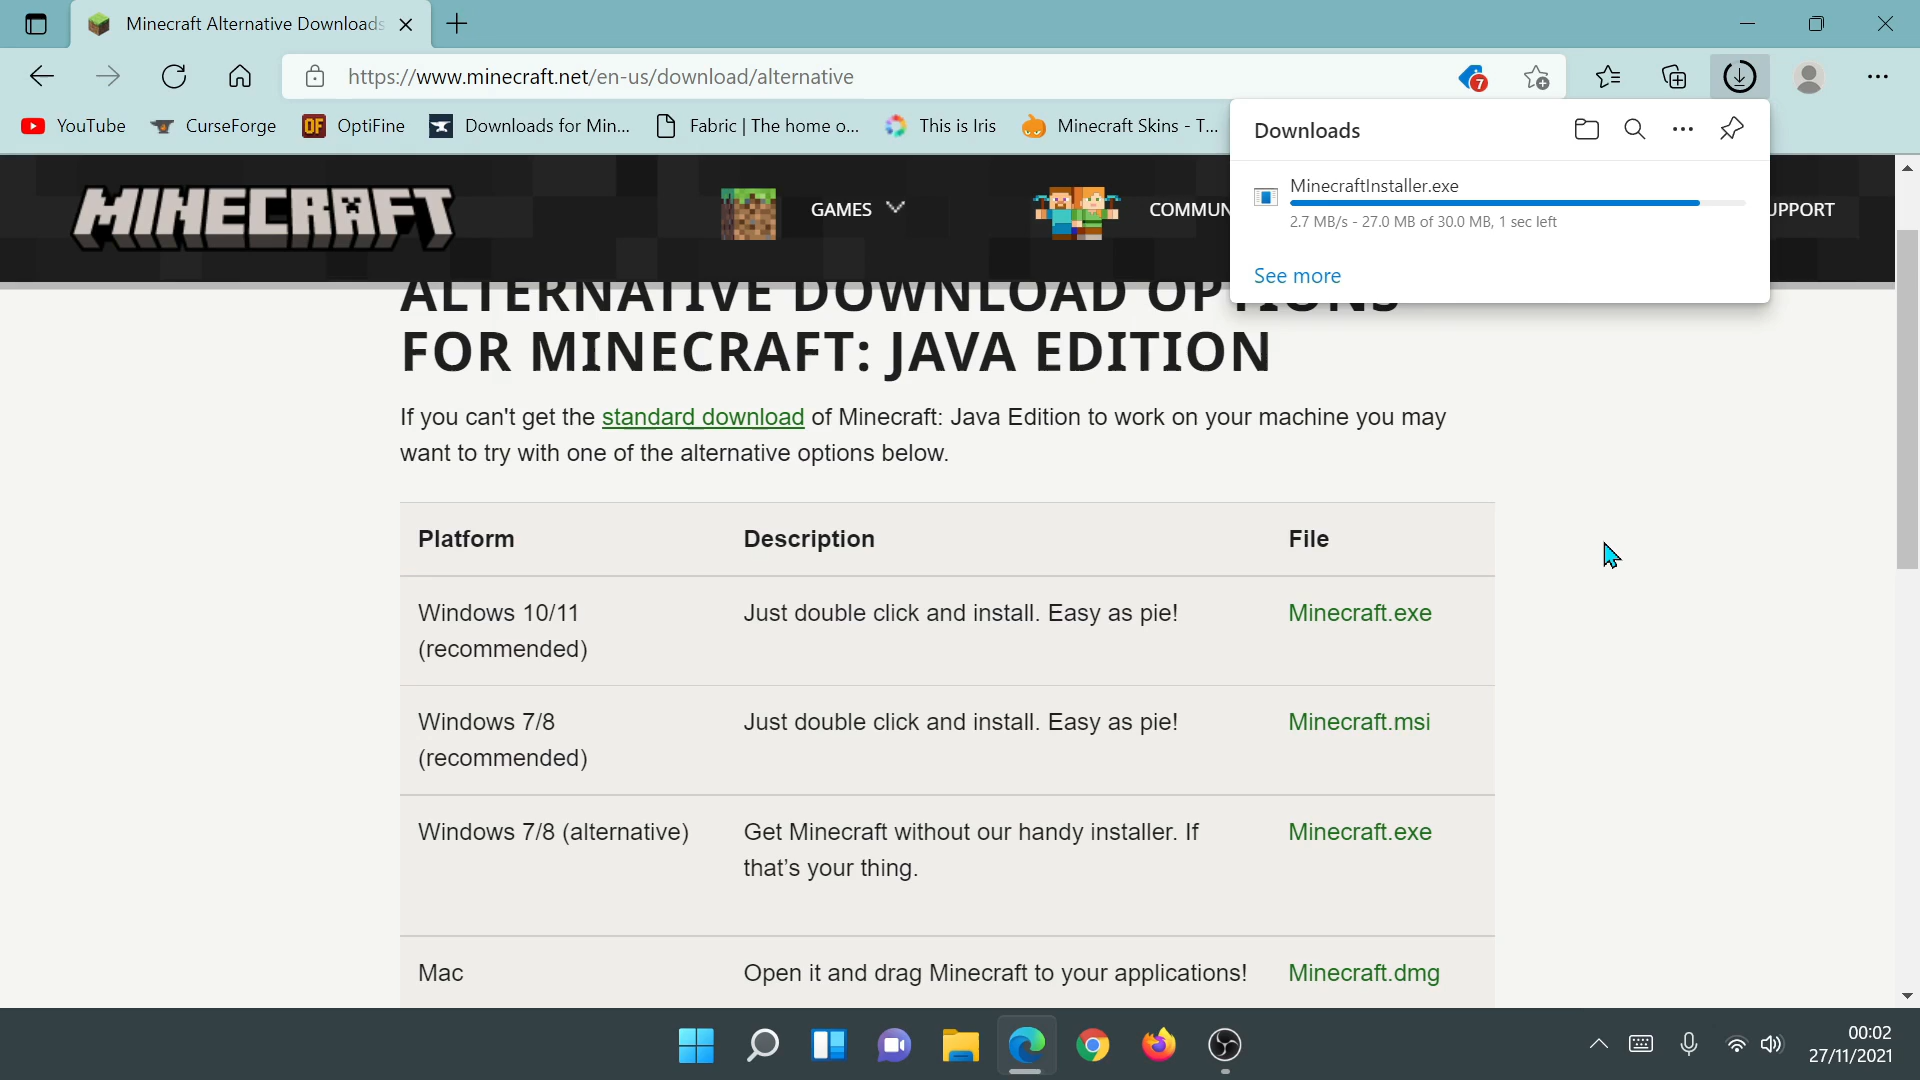 Minecraft Alternative Downloads
https://www.minecraft.net/en-us/download/alternative
7
YouTube
CurseForge
OF OptiFine
Downloads for Min...
Fabric | The home o...
This is Iris
Minecraft Skins - T...
Downloads
MinecraftInstaller.exe
2.7 MB/s - 27.0 MB of 30.0 MB, 1 sec left
See more
MINECRAFT
GAMES
COMMUN
UPPORT
ALTERNATIVE DOWNLOAD OPTIONS
FOR MINECRAFT: JAVA EDITION
If you can't get the standard download of Minecraft: Java Edition to work on your machine you may
want to try with one of the alternative options below.
Platform Description File
Windows 10/11 Just double click and install. Easy as pie! Minecraft.exe
(recommended)
Windows 7/8 Just double click and install. Easy as pie! Minecraft.msi
(recommended)
Windows 7/8 (alternative) Get Minecraft without our handy installer. If Minecraft.exe
that's your thing.
Mac Open it and drag Minecraft to your applications! Minecraft.dmg
00:02
27/11/2021